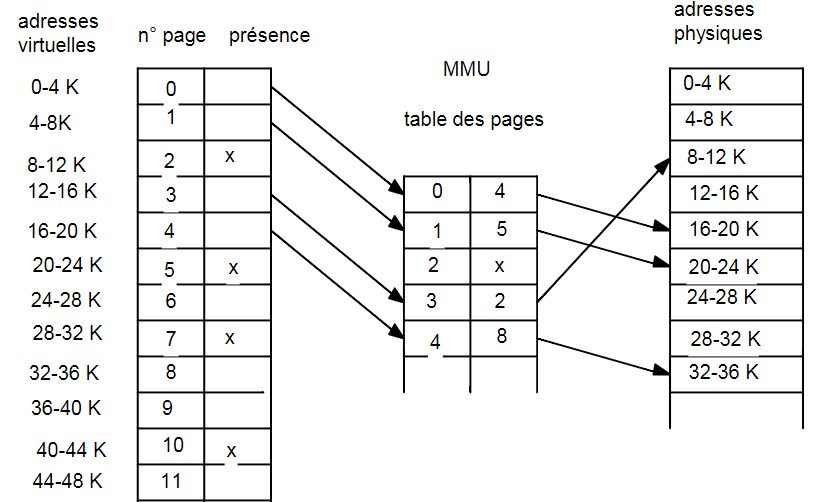 adresses
virtuelles
n° page présence
MMU
table des pages
adresses
physiques
0-4 K 0
4-8K 1
8-12 K 2 x
12-16 K 3
16-20 K 4
20-24 K 5 x
24-28 K 6
28-32 K 7 x
32-36 K 8
36-40 K 9
40-44 K 10 x
44-48 K 11
0 4
1 5
2 x
3 2
4 8
0-4 K
4-8 K
8-12 K
12-16 K
16-20 K
20-24 K
24-28 K
28-32 K
32-36 K